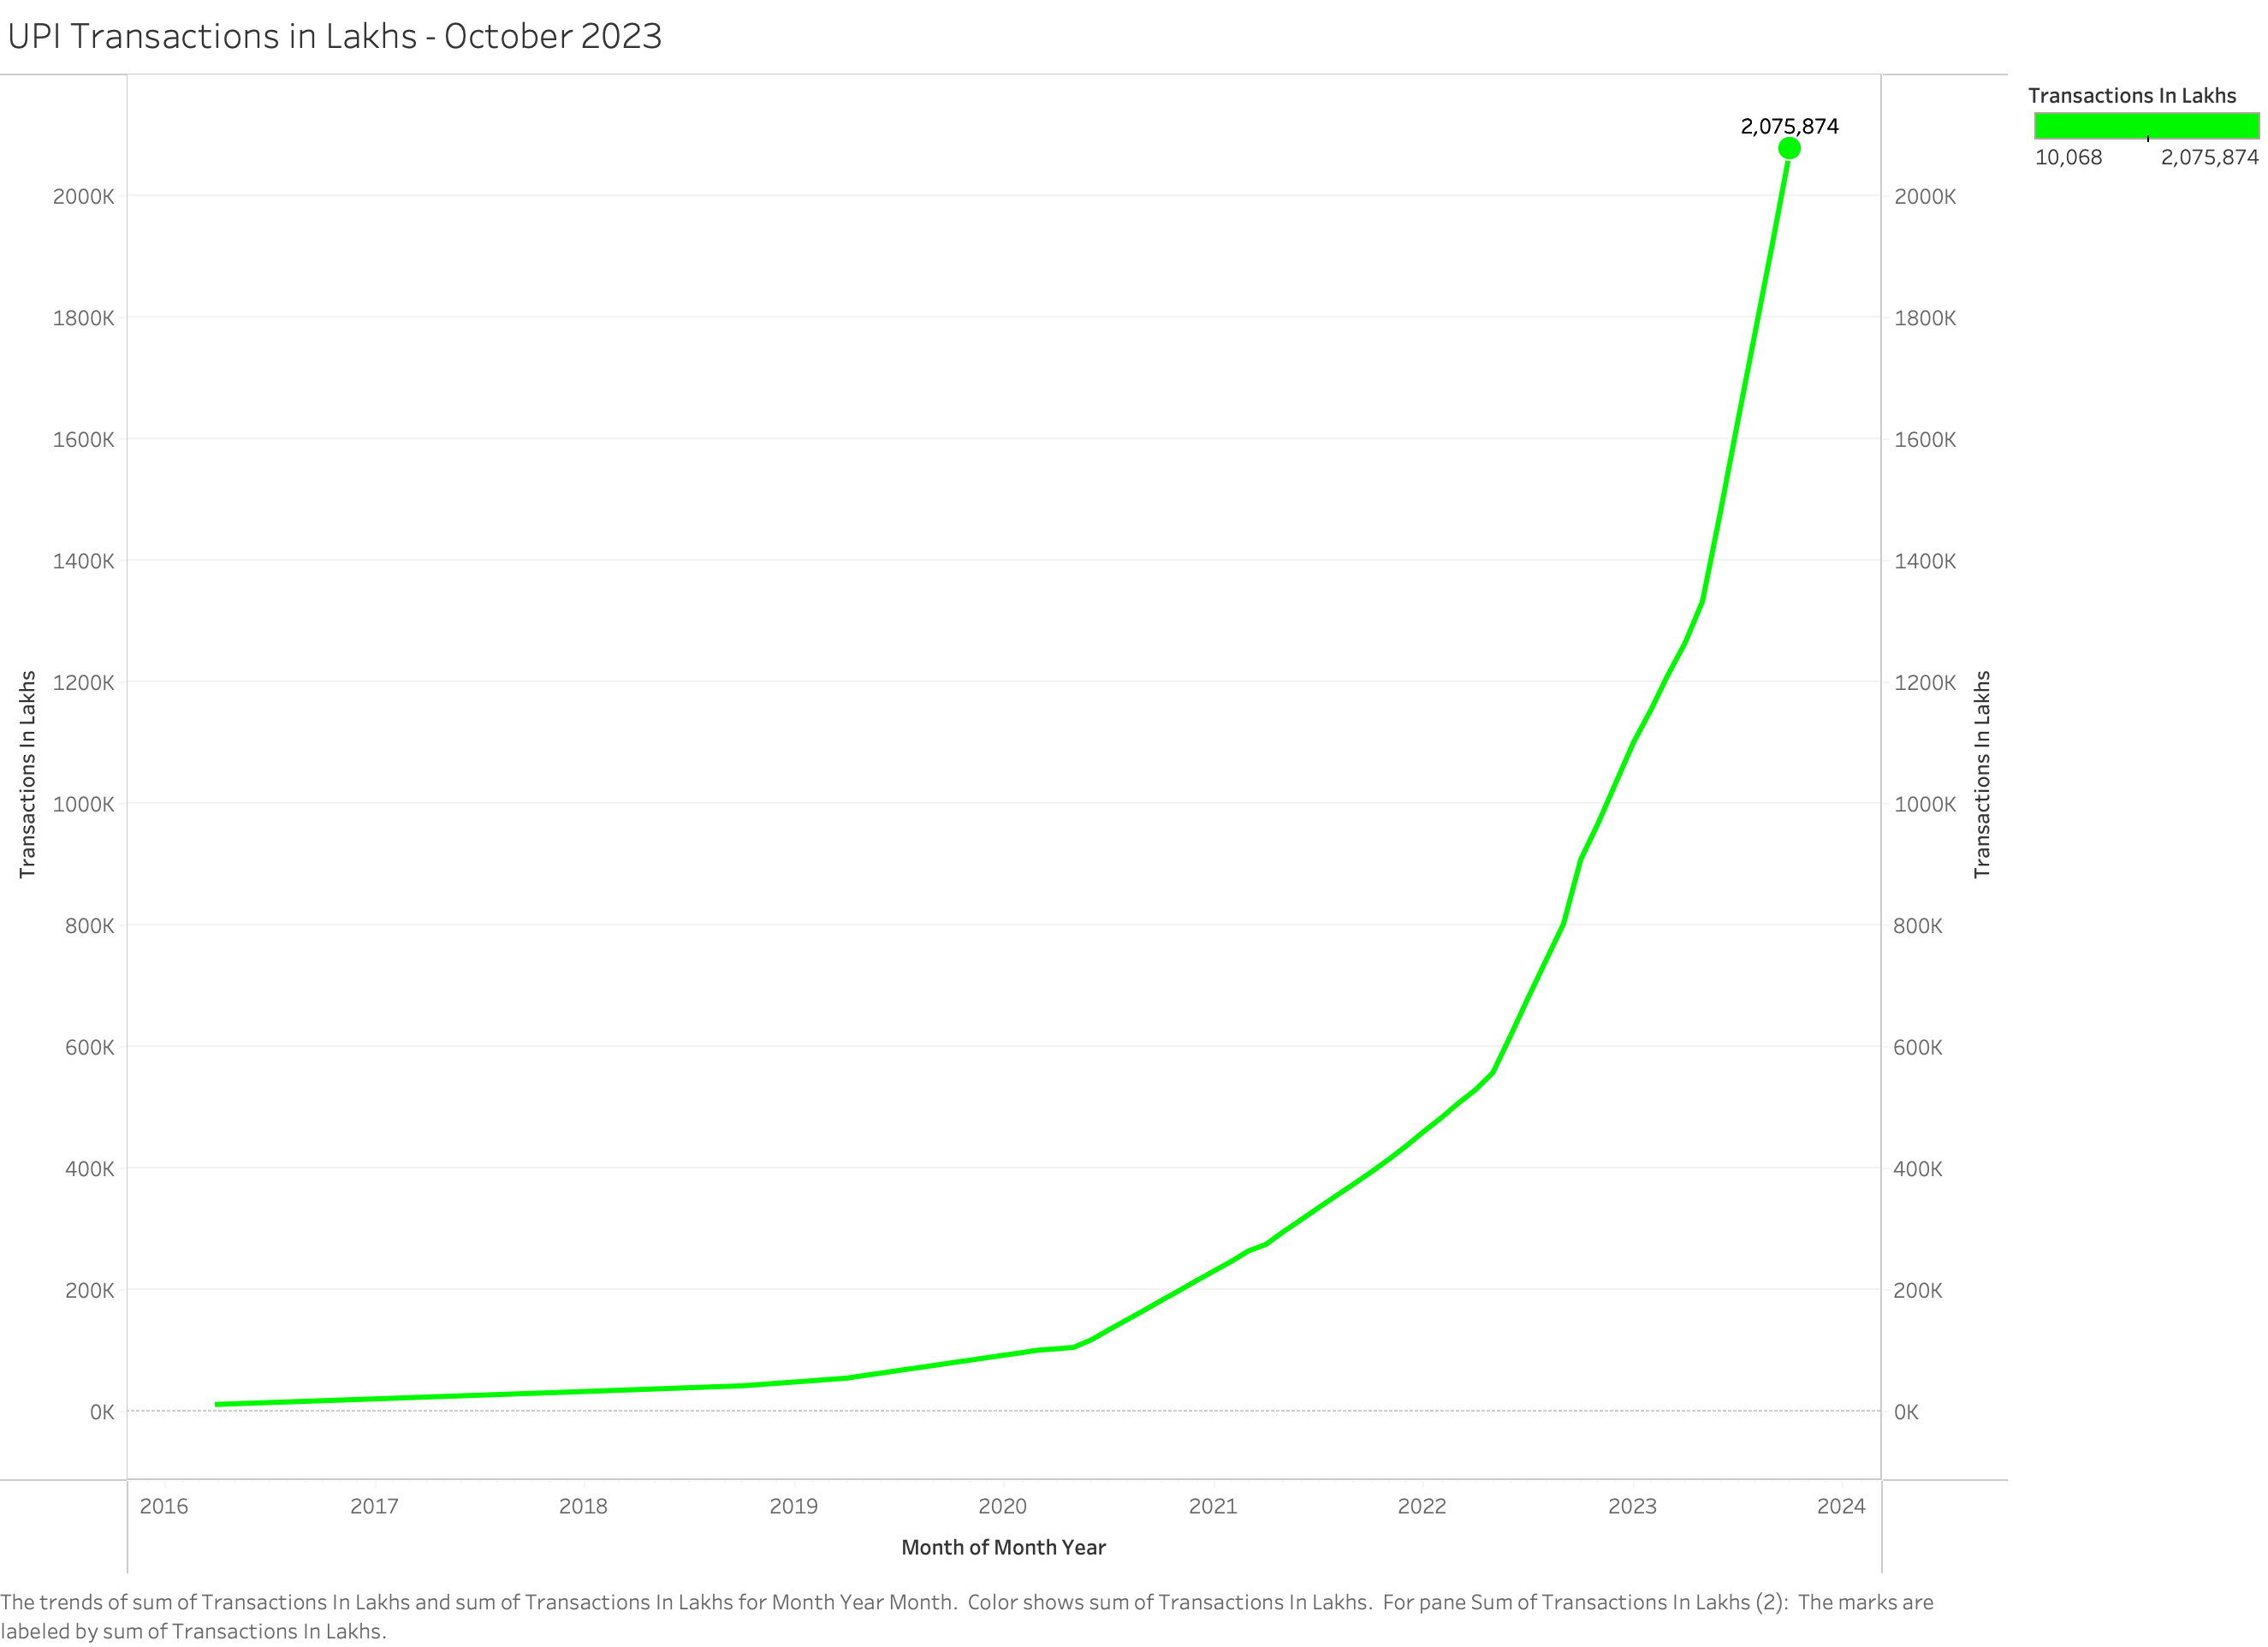 UPI Transactions in Lakhs - October 2023
Transactions In Lakhs
10,068
2,075,874
2,075,874
2000K
1800K
1600K
1400K
1200K
1000K
800K
600K
400K
200K
0K
Transactions In Lakhs
2000K
1800K
1600K
1400K
1200K
1000K
800K
600K
400K
200K
0K
Transactions In Lakhs
2016
2017
2018
2019
2020
2021
2022
2023
2024
Month of Month Year
The trends of sum of Transactions In Lakhs and sum of Transactions In Lakhs for Month Year Month. Color shows sum of Transactions In Lakhs. For pane Sum of Transactions In Lakhs (2): The marks are
labeled by sum of Transactions In Lakhs.